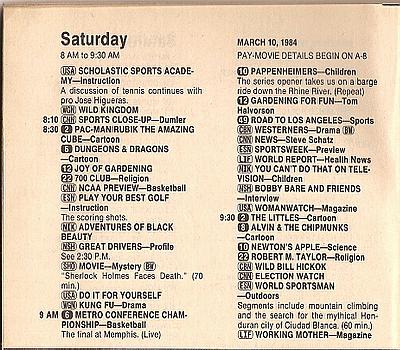 Saturday
8 AM to 9:30 AM
USA SCHOLASTIC SPORTS ACADE-
MY—Instruction
A discussion of tennis continues with
pro Jose Higueras.
WGN WILD KINGDOM
8:10 CNN SPORTS CLOSE-UP—Dumler
8:30 2 PAC-MAN/RUBIK THE AMAZING
CUBE—Cartoon
6 DUNGEONS & DRAGONS
—Cartoon
12 JOY OF GARDENING
22 700 CLUB—Religion
CNN NCAA PREVIEW—Basketball
ESN PLAY YOUR BEST GOLF
—Instruction
The scoring shots.
NIK ADVENTURES OF BLACK
BEAUTY
NSH GREAT DRIVERS—Profile
See 2:30 P.M.
SHO MOVIE—Mystery BW
"Sherlock Holmes Faces Death." (70
min.)
USA DO IT FOR YOURSELF
WGN KUNG FU—Drama
9 AM 6 METRO CONFERENCE CHAM-
PIONSHIP—Basketball
The final at Memphis. (Live)
MARCH 10, 1984
PAY-MOVIE DETAILS BEGIN ON A-8
10 PAPPENHEIMERS—Children
The series opener takes us on a barge
ride down the Rhine River. (Repeat)
12 GARDENING FOR FUN—Tom
Halvorson
49 ROAD TO LOS ANGELES—Sports
CBN WESTERNERS—Drama BW
CNN NEWS—Steve Schatz
ESN SPORTSWEEK—Preview
LIF WORLD REPORT—Health News
NIK YOU CAN'T DO THAT ON TELE-
VISION—Children
NSH BOBBY BARE AND FRIENDS
—Interview
USA WOMANWATCH—Magazine
9:30 2 THE LITTLES—Cartoon
8 ALVIN & THE CHIPMUNKS
—Cartoon
10 NEWTON'S APPLE—Science
22 ROBERT M. TAYLOR—Religion
CBN WILD BILL HICKOK
CNN ELECTION WATCH
ESN WORLD SPORTSMAN
—Outdoors
Segments include mountain climbing
and the search for the mythical Hon-
duran city of Ciudad Blanca. (60 min.)
LIF WORKING MOTHER—Magazine